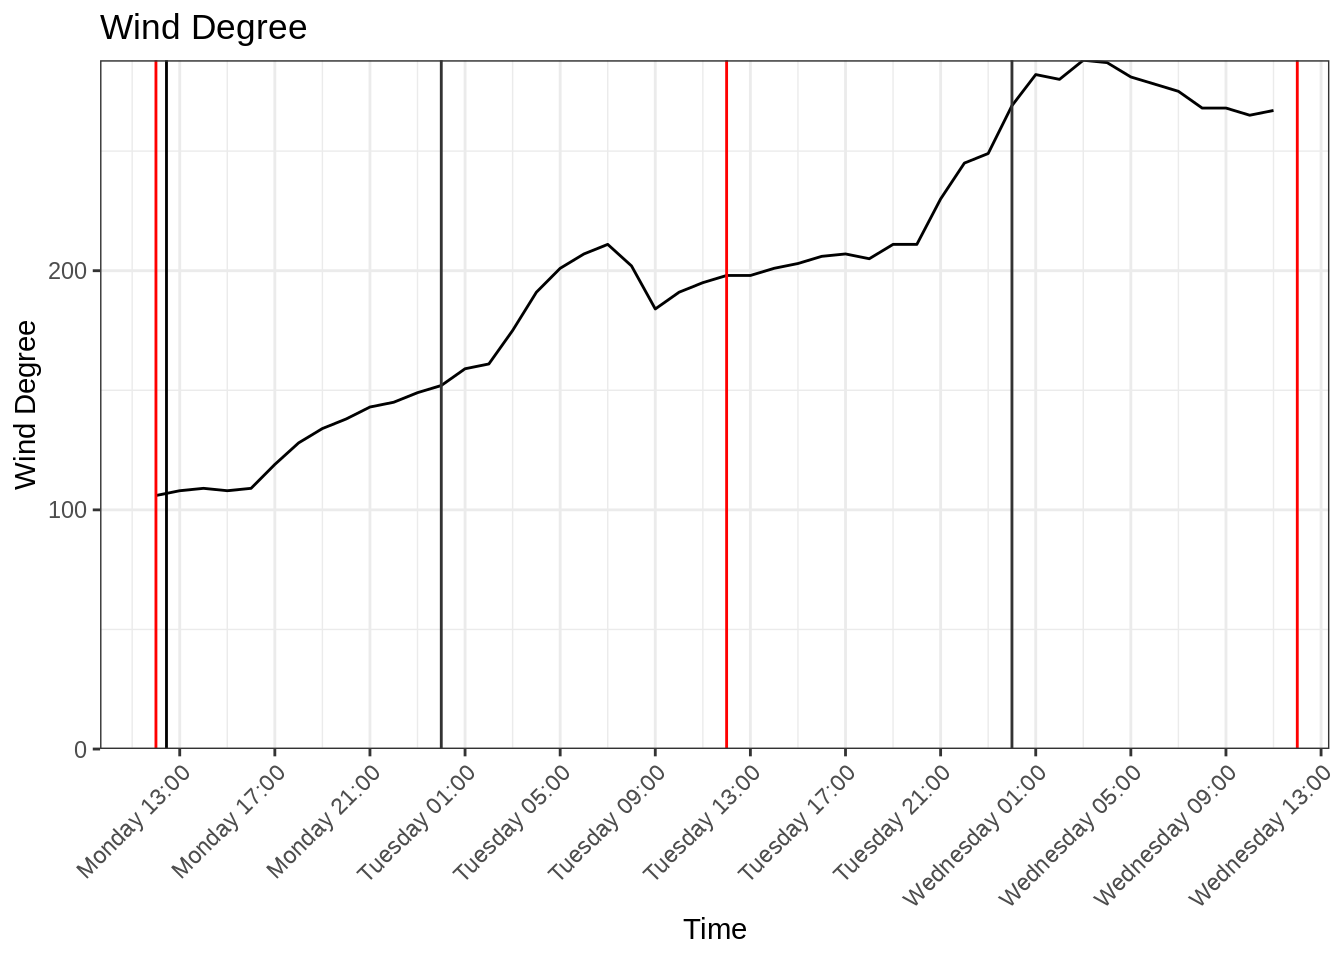 Wind Degree
Wind Degree
200
100
0
Monday 13:00
Monday 17:00
Monday 21:00
Tuesday 01:00
Tuesday 05:00
Tuesday 09:00
Tuesday 13:00
Tuesday 17:00
Tuesday 21:00
Wednesday 01:00
Wednesday 05:00
Wednesday 09:00
Wednesday 13:00
Time